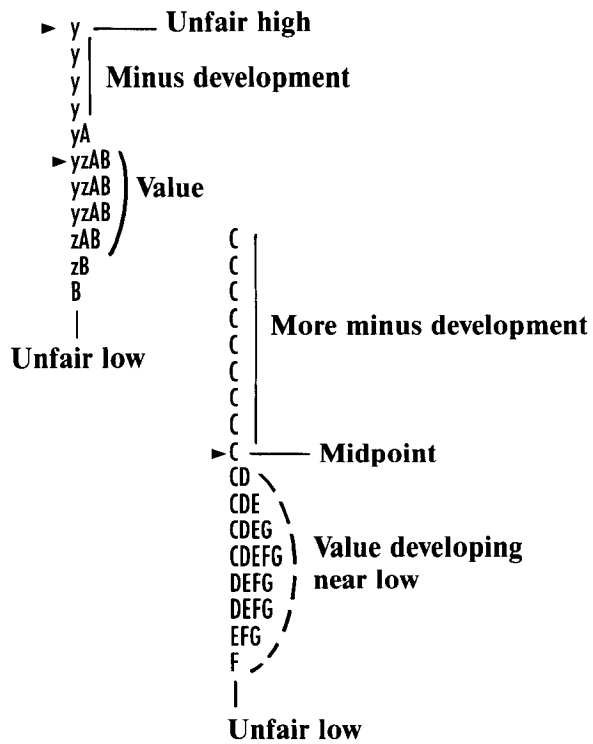 ► y — Unfair high
y
y
y
Minus development
yA
► yzAB
yzAB
Value
yzAB
zAB
zB
B
Unfair low
C
C
C
C
More minus development
C
C
C
C
► C — Midpoint
CD
CDE
CDEG
CDEFG
Value developing
near low
DEFG
DEFG
EFG
F
Unfair low